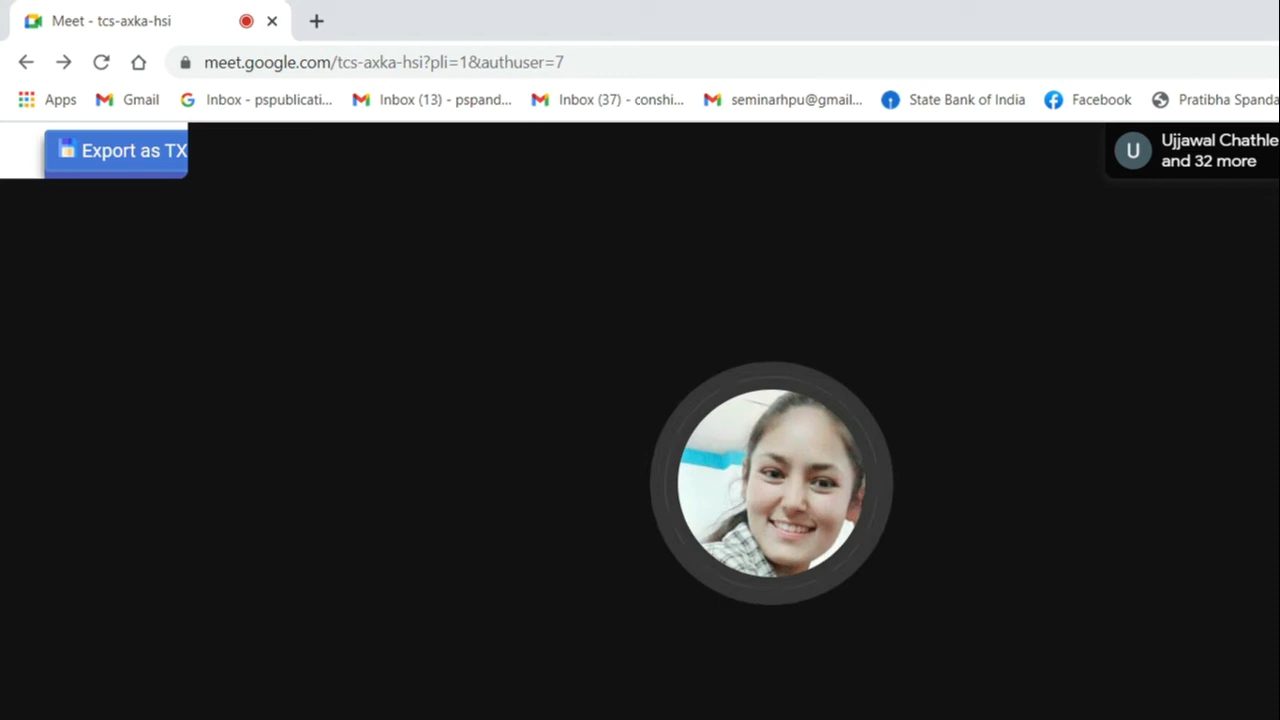 Meet - tcs-axka-hsi
meet.google.com/tcs-axka-hsi?pli=1&authuser=7
Apps Gmail Inbox - pspublicati... Inbox (13) - pspand... Inbox (37) - conshi... seminarhpu@gmail... State Bank of India Facebook Pratibha Spanda
Export as TX
U Ujjawal Chathle
and 32 more